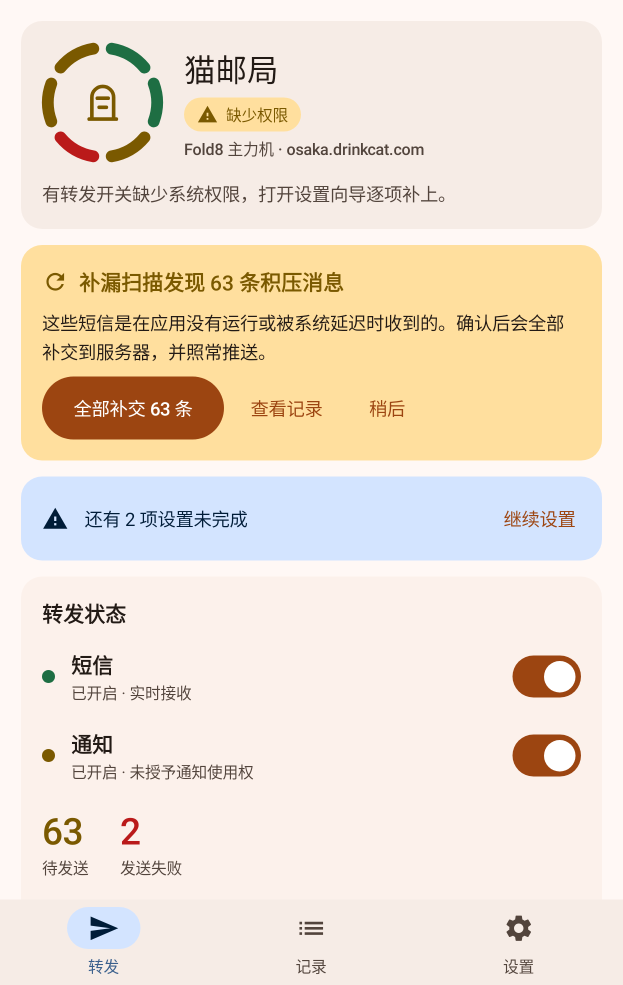 猫邮局
缺少权限
Fold8 主力机 · osaka.drinkcat.com
有转发开关缺少系统权限，打开设置向导逐项补上。
补漏扫描发现 63 条积压消息
这些短信是在应用没有运行或被系统延迟时收到的。确认后会全部
补交到服务器，并照常推送。
全部补交 63 条
查看记录
稍后
还有 2 项设置未完成
继续设置
转发状态
短信
已开启 · 实时接收
通知
已开启 · 未授予通知使用权
63
2
待发送
发送失败
转发
记录
设置